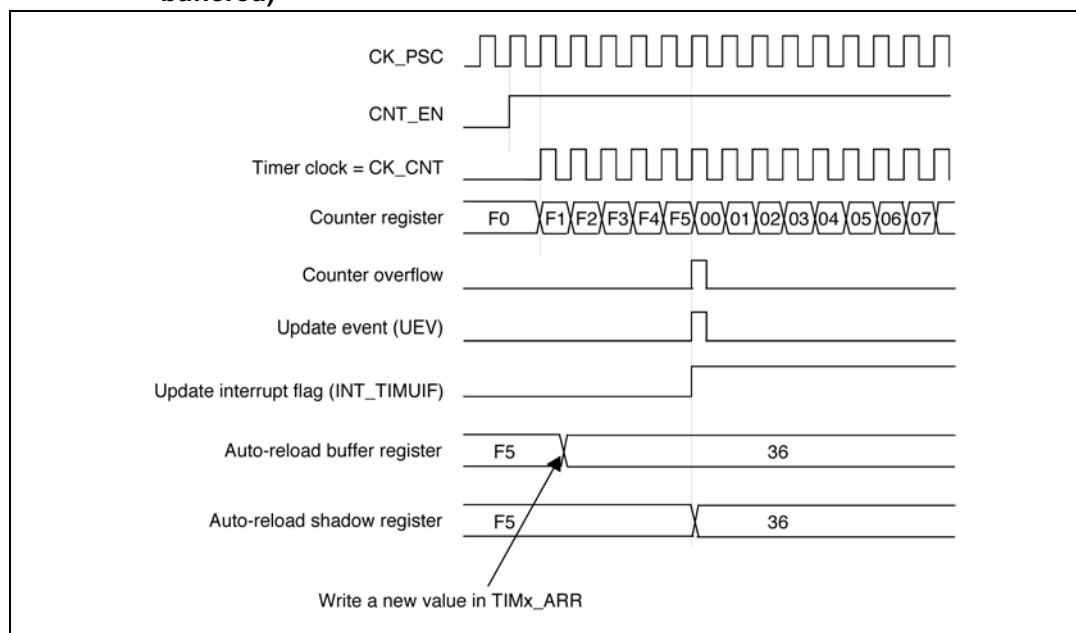 buffered)
CK_PSC
CNT_EN
Timer clock = CK_CNT
Counter register F0 F1 F2 F3 F4 F5 00 01 02 03 04 05 06 07
Counter overflow
Update event (UEV)
Update interrupt flag (INT_TIMUIF)
Auto-reload buffer register F5 36
Auto-reload shadow register F5 36
Write a new value in TIMx_ARR